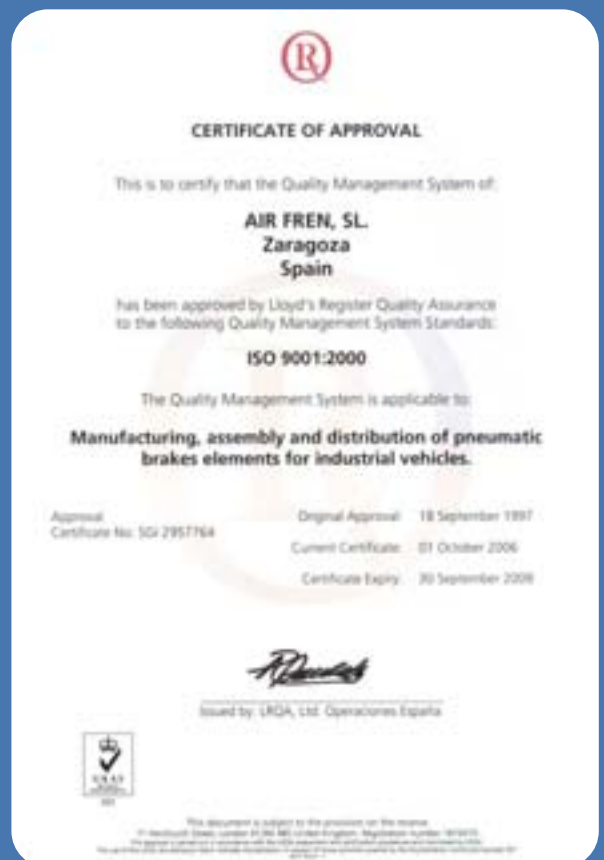 R
CERTIFICATE OF APPROVAL
This is to certify that the Quality Management System of:
AIR FREN, SL.
Zaragoza
Spain
has been approved by Lloyd's Register Quality Assurance
to the following Quality Management System Standards:
ISO 9001:2000
The Quality Management System is applicable to:
Manufacturing, assembly and distribution of pneumatic
brakes elements for industrial vehicles.
Approval
Certificate No: SGI 2957764
Original Approval: 18 September 1997
Current Certificate: 01 October 2006
Certificate Expiry: 30 September
Issued by: LRQA, Ltd. Operaciones España
UKAS
This document is subject to the provision on the reverse